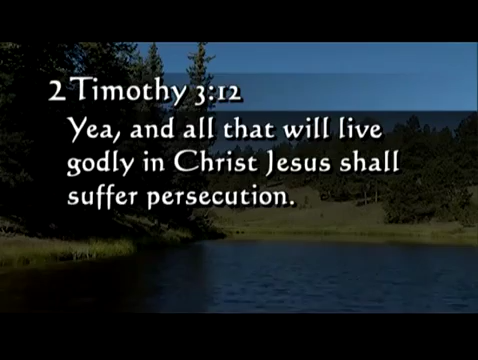 2 Timothy 3:12
Yea, and all that will live
godly in Christ Jesus shall
suffer persecution.